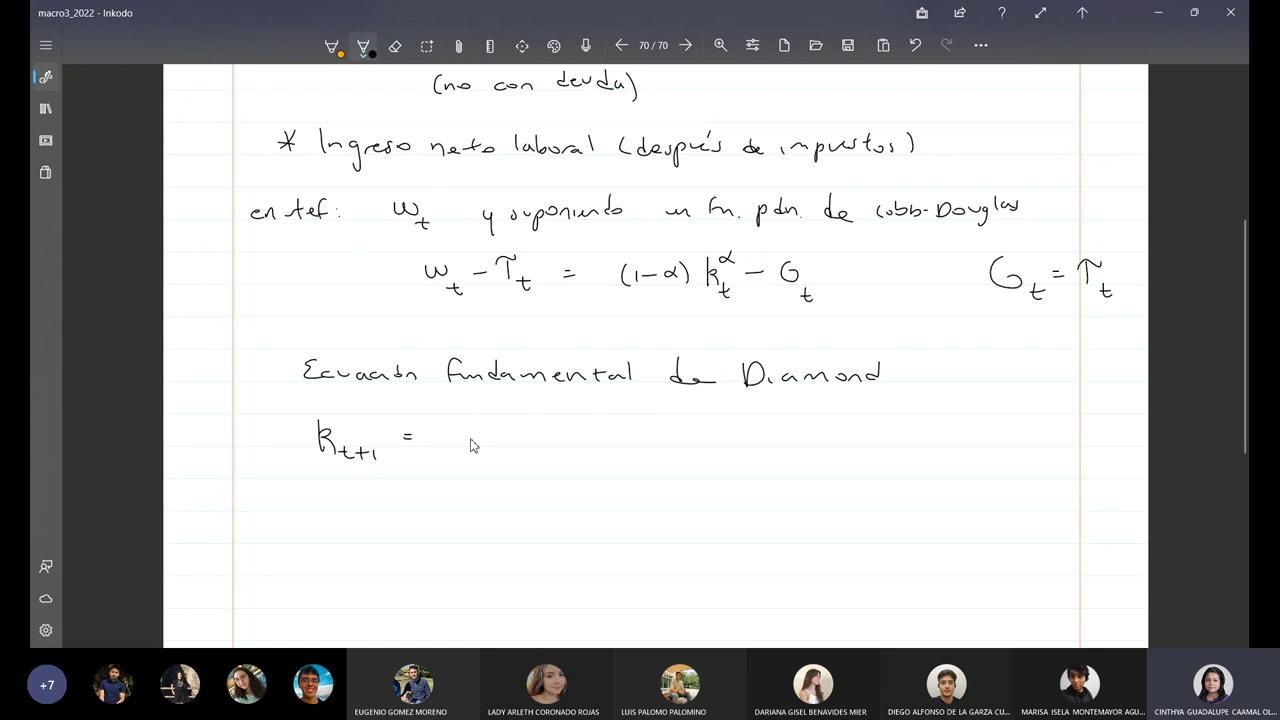 macro3_2022 - Inkodo
70 / 70
(no con deuda)
* Ingreso neto laboral (después de impuestos)
en tef: w_t y suponiendo un fn. pdn. de Cobb-Douglas
w_t - T_t = (1-α) k_t^α - G_t G_t = T_t
Ecuación fundamental de Diamond
k_{t+1} =
+7
EUGENIO GOMEZ MORENO
LADY ARLETH CORONADO ROJAS
LUIS PALOMO PALOMINO
DARIANA GISEL BENAVIDES MIER
DIEGO ALFONSO DE LA GARZA CU...
MARISA ISELA MONTEMAYOR AGU...
CINTHYA GUADALUPE CAAMAL OL...